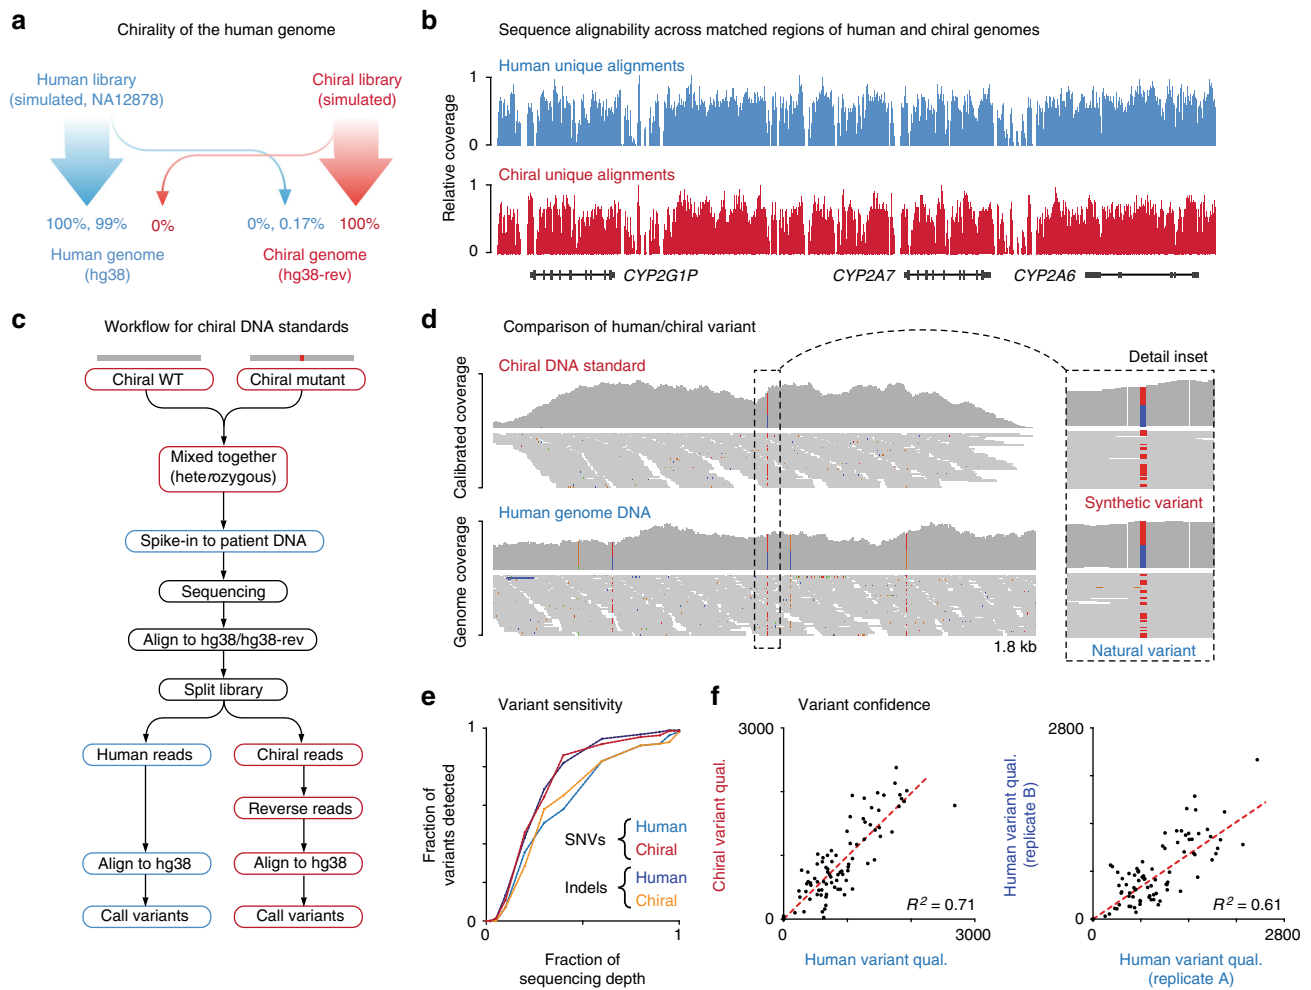 a
Chirality of the human genome
Human library
(simulated, NA12878)
Chiral library
(simulated)
100%, 99%
0%
0%, 0.17%
100%
Human genome
(hg38)
Chiral genome
(hg38-rev)
b
Sequence alignability across matched regions of human and chiral genomes
Human unique alignments
1
0
Relative coverage
Chiral unique alignments
1
0
CYP2G1P
CYP2A7
CYP2A6
c
Workflow for chiral DNA standards
Chiral WT
Chiral mutant
Mixed together
(heterozygous)
Spike-in to patient DNA
Sequencing
Align to hg38/hg38-rev
Split library
Human reads
Chiral reads
Reverse reads
Align to hg38
Align to hg38
Call variants
Call variants
d
Comparison of human/chiral variant
Chiral DNA standard
Calibrated coverage
Human genome DNA
Genome coverage
1.8 kb
Detail inset
Synthetic variant
Natural variant
e
Variant sensitivity
1
0
Fraction of
variants detected
SNVs
Human
Chiral
Indels
Human
Chiral
0
1
Fraction of
sequencing depth
f
Variant confidence
3000
Chiral variant qual.
0
R² = 0.71
0
3000
Human variant qual.
2800
Human variant qual.
(replicate B)
0
R² = 0.61
0
2800
Human variant qual.
(replicate A)